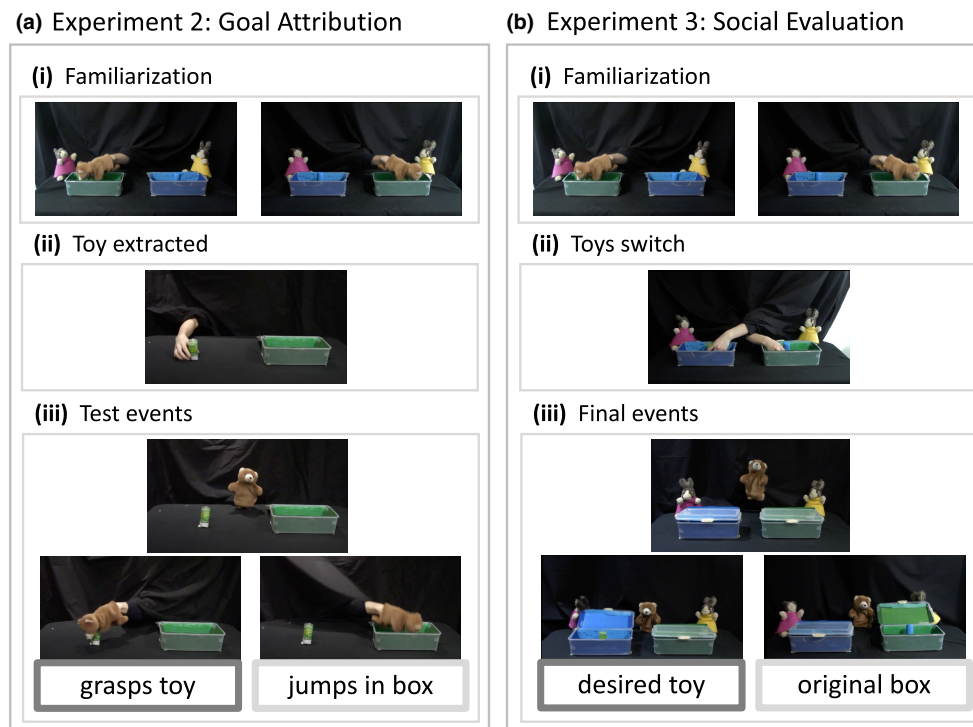 (a) Experiment 2: Goal Attribution
(i) Familiarization
(ii) Toy extracted
(iii) Test events
grasps toy
jumps in box
(b) Experiment 3: Social Evaluation
(i) Familiarization
(ii) Toys switch
(iii) Final events
desired toy
original box